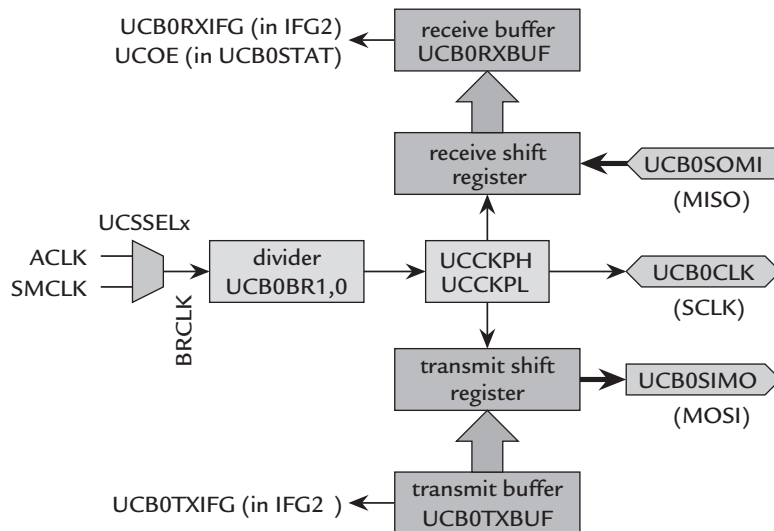 UCB0RXIFG (in IFG2)
UCOE (in UCB0STAT)
receive buffer
UCB0RXBUF
receive shift
register
UCB0SOMI
(MISO)
UCSSELx
ACLK
SMCLK
BRCLK
divider
UCB0BR1,0
UCCKPH
UCCKPL
UCB0CLK
(SCLK)
transmit shift
register
UCB0SIMO
(MOSI)
UCB0TXIFG (in IFG2 )
transmit buffer
UCB0TXBUF